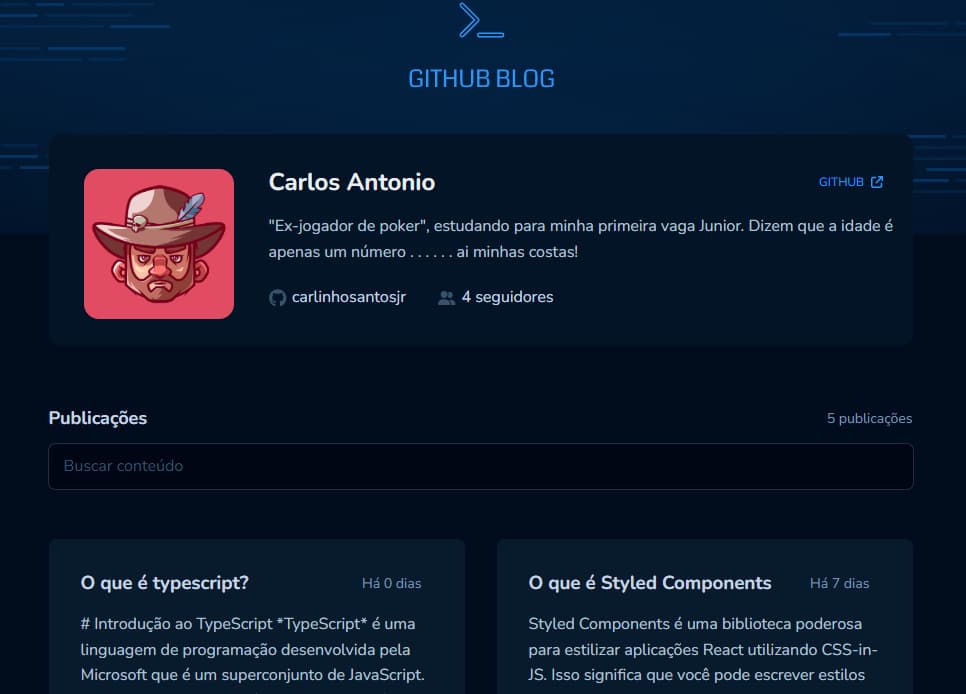 GITHUB BLOG
Carlos Antonio
GITHUB
"Ex-jogador de poker", estudando para minha primeira vaga Junior. Dizem que a idade é
apenas um número . . . . . . ai minhas costas!
carlinhosantosjr
4 seguidores
Publicações
5 publicações
Buscar conteúdo
O que é typescript?
Há 0 dias
# Introdução ao TypeScript *TypeScript* é uma
linguagem de programação desenvolvida pela
Microsoft que é um superconjunto de JavaScript.
O que é Styled Components
Há 7 dias
Styled Components é uma biblioteca poderosa
para estilizar aplicações React utilizando CSS-in-
JS. Isso significa que você pode escrever estilos